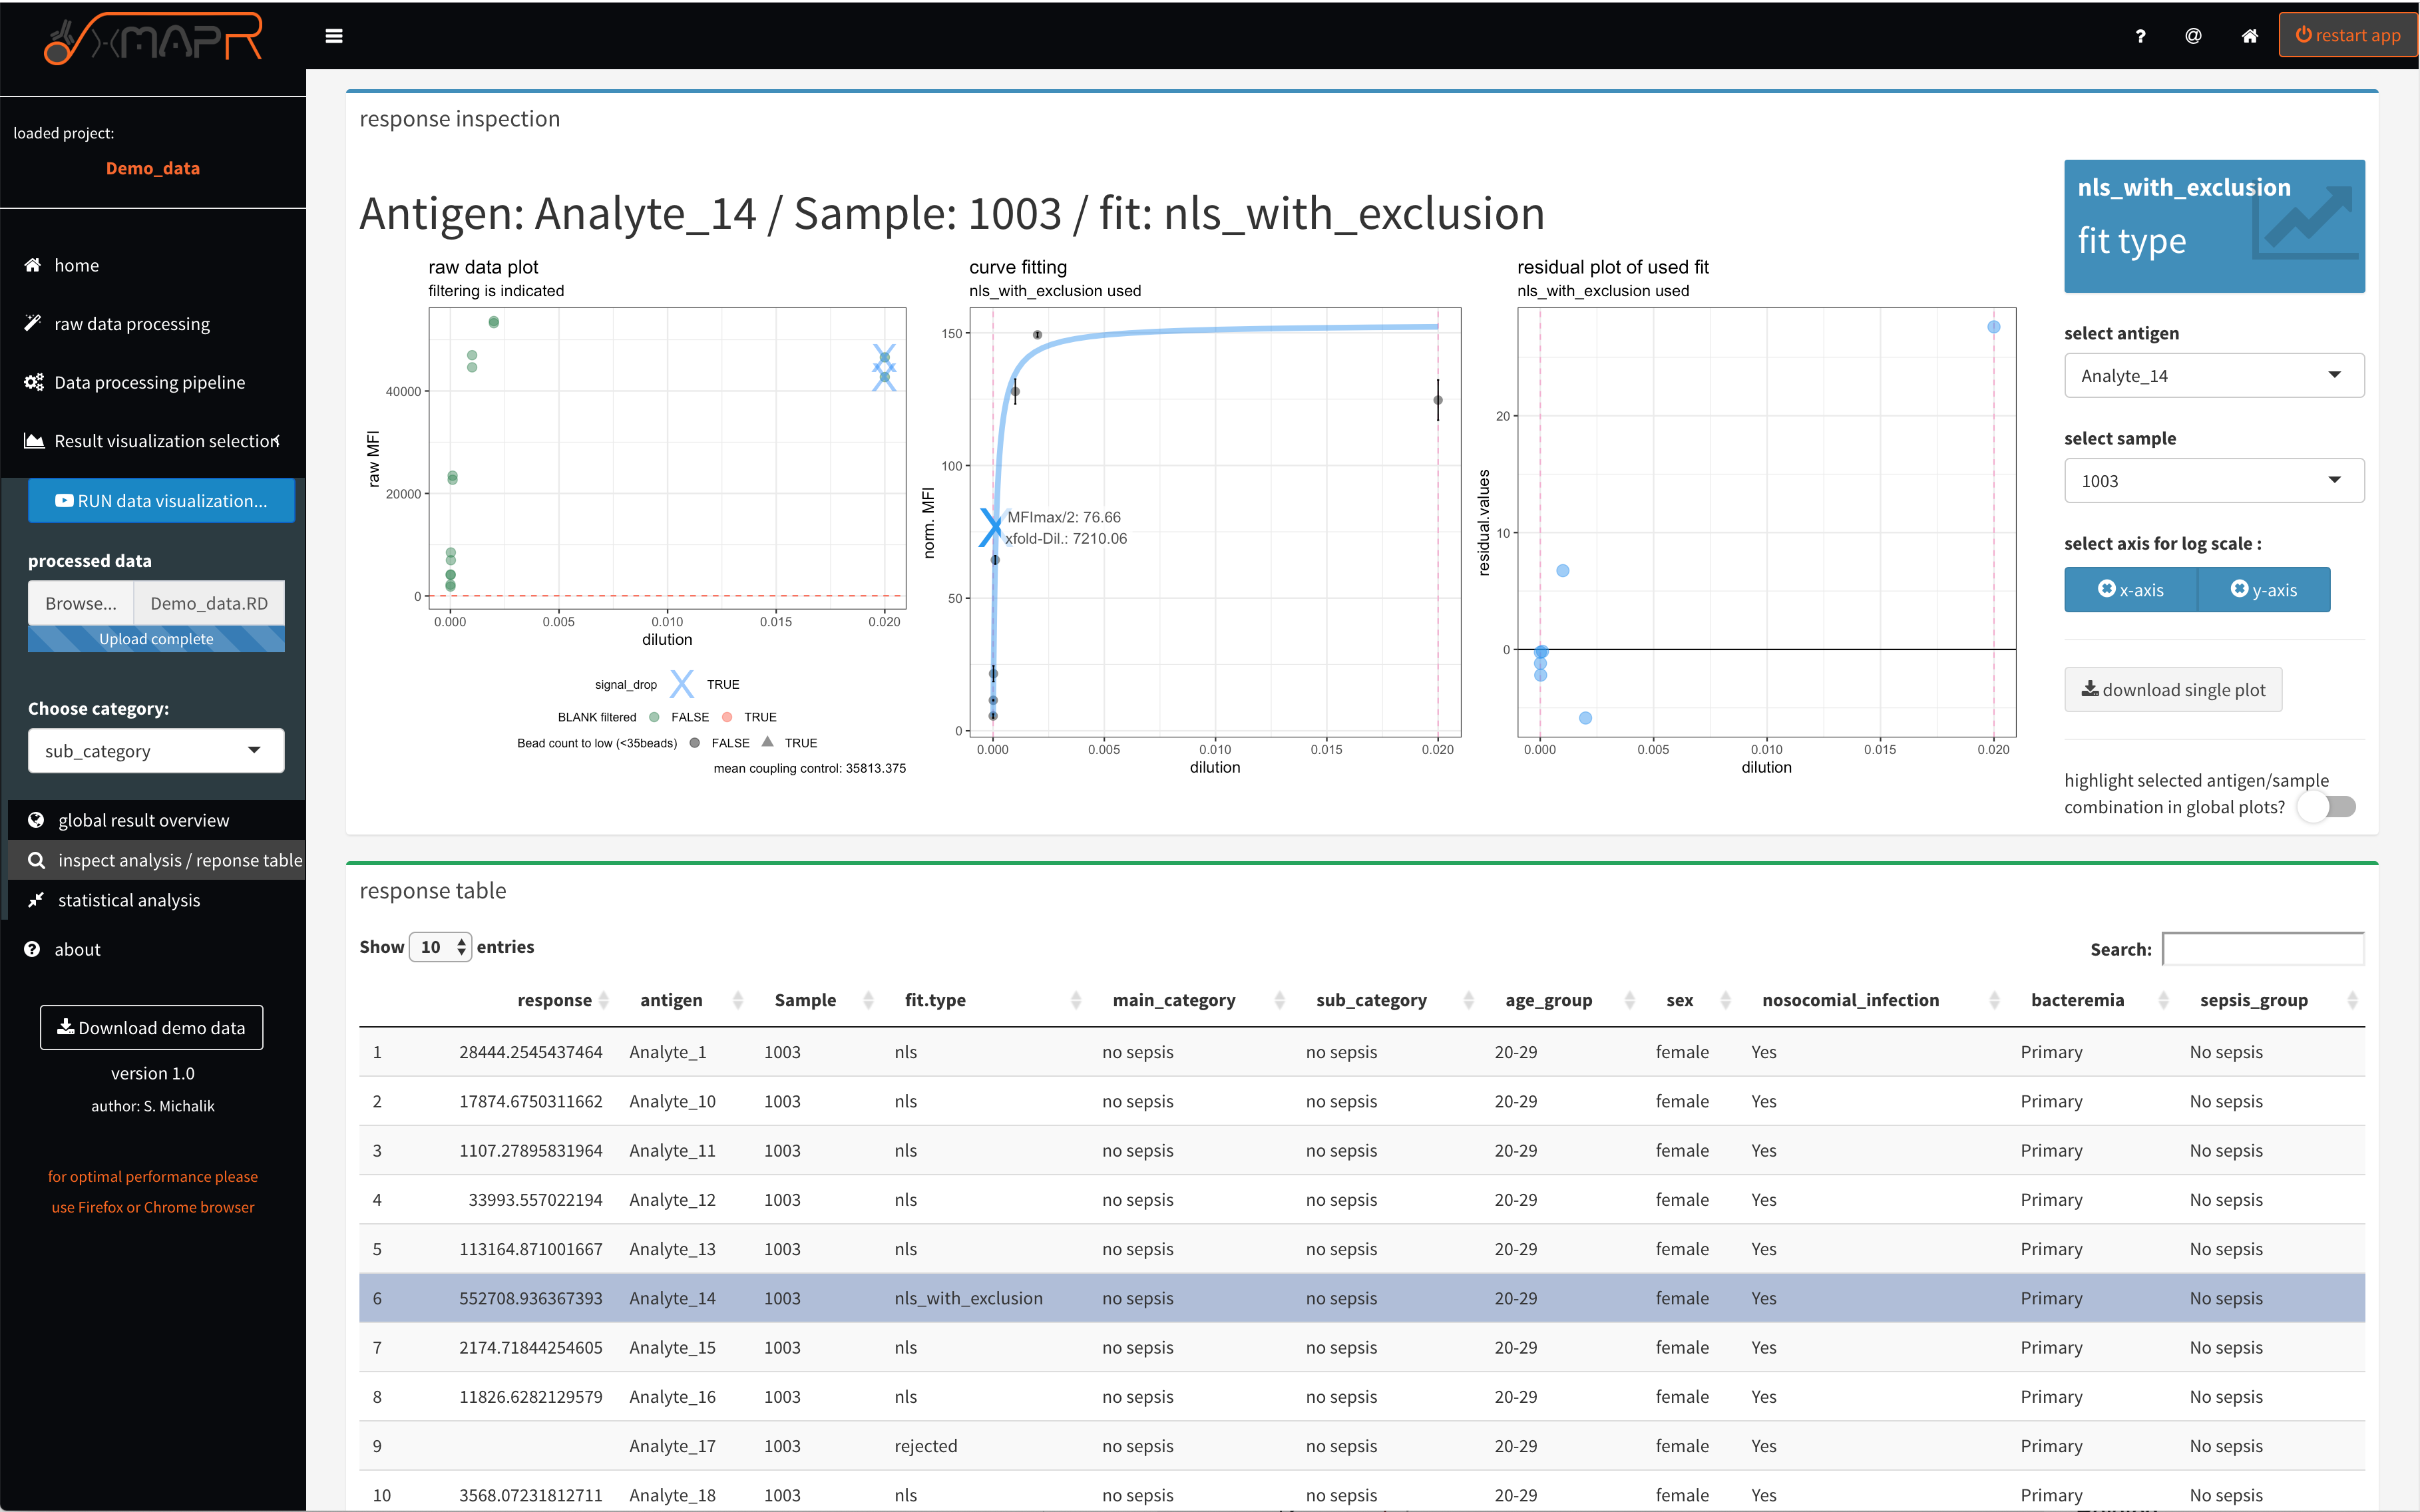 XMAPR
restart app
loaded project:
Demo_data
home
raw data processing
Data processing pipeline
Result visualization selection
RUN data visualization...
processed data
Browse... Demo_data.RD
Upload complete
Choose category:
sub_category
global result overview
inspect analysis / reponse table
statistical analysis
about
Download demo data
version 1.0
author: S. Michalik
for optimal performance please
use Firefox or Chrome browser
response inspection
Antigen: Analyte_14 / Sample: 1003 / fit: nls_with_exclusion
raw data plot
filtering is indicated
raw MFI
40000
20000
0
0.000 0.005 0.010 0.015 0.020
dilution
signal_drop TRUE
BLANK filtered FALSE TRUE
Bead count to low (<35beads) FALSE TRUE
mean coupling control: 35813.375
curve fitting
nls_with_exclusion used
norm. MFI
150
100
50
0
MFImax/2: 76.66
xfold-Dil.: 7210.06
0.000 0.005 0.010 0.015 0.020
dilution
residual plot of used fit
nls_with_exclusion used
residual.values
20
10
0
0.000 0.005 0.010 0.015 0.020
dilution
nls_with_exclusion
fit type
select antigen
Analyte_14
select sample
1003
select axis for log scale :
x-axis y-axis
download single plot
highlight selected antigen/sample
combination in global plots?
response table
Show 10 entries
Search:
response antigen Sample fit.type main_category sub_category age_group sex nosocomial_infection bacteremia sepsis_group
1 28444.2545437464 Analyte_1 1003 nls no sepsis no sepsis 20-29 female Yes Primary No sepsis
2 17874.6750311662 Analyte_10 1003 nls no sepsis no sepsis 20-29 female Yes Primary No sepsis
3 1107.27895831964 Analyte_11 1003 nls no sepsis no sepsis 20-29 female Yes Primary No sepsis
4 33993.557022194 Analyte_12 1003 nls no sepsis no sepsis 20-29 female Yes Primary No sepsis
5 113164.871001667 Analyte_13 1003 nls no sepsis no sepsis 20-29 female Yes Primary No sepsis
6 552708.936367393 Analyte_14 1003 nls_with_exclusion no sepsis no sepsis 20-29 female Yes Primary No sepsis
7 2174.71844254605 Analyte_15 1003 nls no sepsis no sepsis 20-29 female Yes Primary No sepsis
8 11826.6282129579 Analyte_16 1003 nls no sepsis no sepsis 20-29 female Yes Primary No sepsis
9 Analyte_17 1003 rejected no sepsis no sepsis 20-29 female Yes Primary No sepsis
10 3568.07231812711 Analyte_18 1003 nls no sepsis no sepsis 20-29 female Yes Primary No sepsis